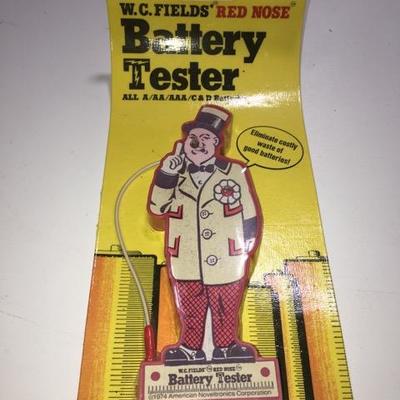 W.C. FIELDS' RED NOSE
Battery
Tester
ALL A/AA/AAA/C & D
Eliminate costly
waste of
good batteries!
W.C. FIELDS' RED NOSE
Battery Tester
©1974 American Noveltronics Corporation